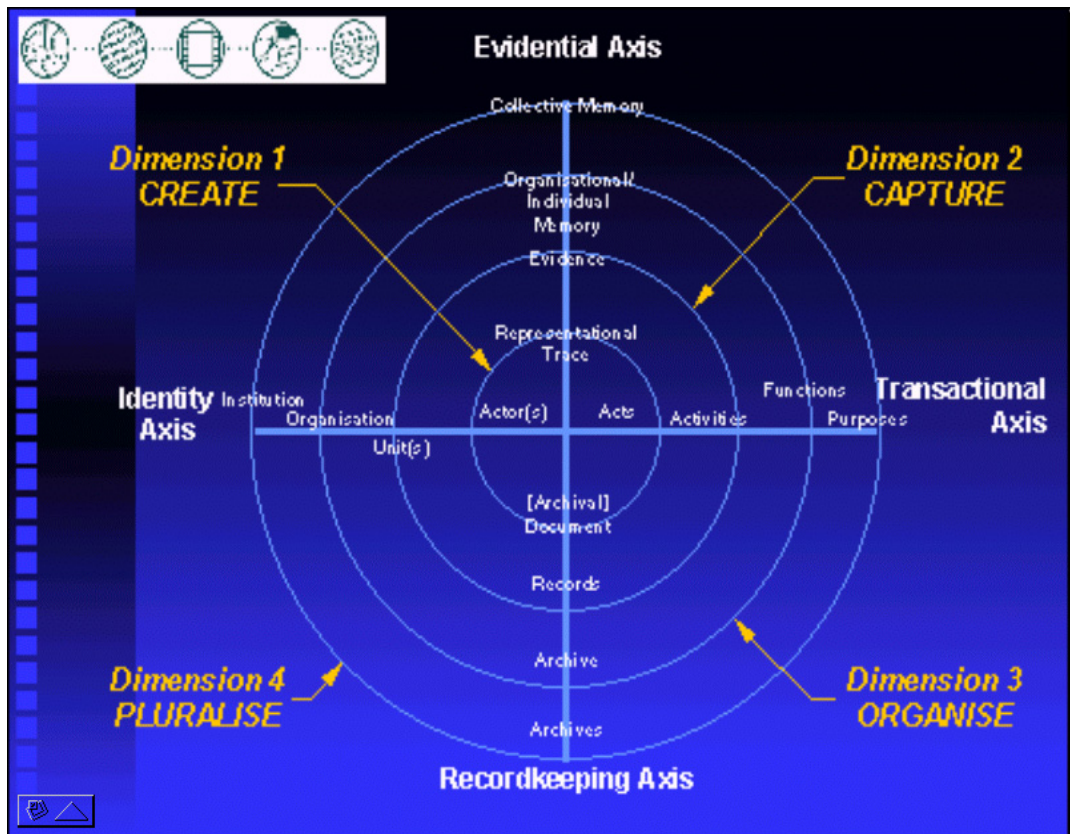 Evidential Axis
Collective Memory
Dimension 1
CREATE
Dimension 2
CAPTURE
Organisational/
Individual
Memory
Evidence
Representational
Trace
Identity
Axis
Institution
Organisation
Unit(s)
Actor(s)
Acts
Activities
Functions
Purposes
Transactional
Axis
[Archival]
Document
Records
Archive
Archives
Dimension 4
PLURALISE
Dimension 3
ORGANISE
Recordkeeping Axis